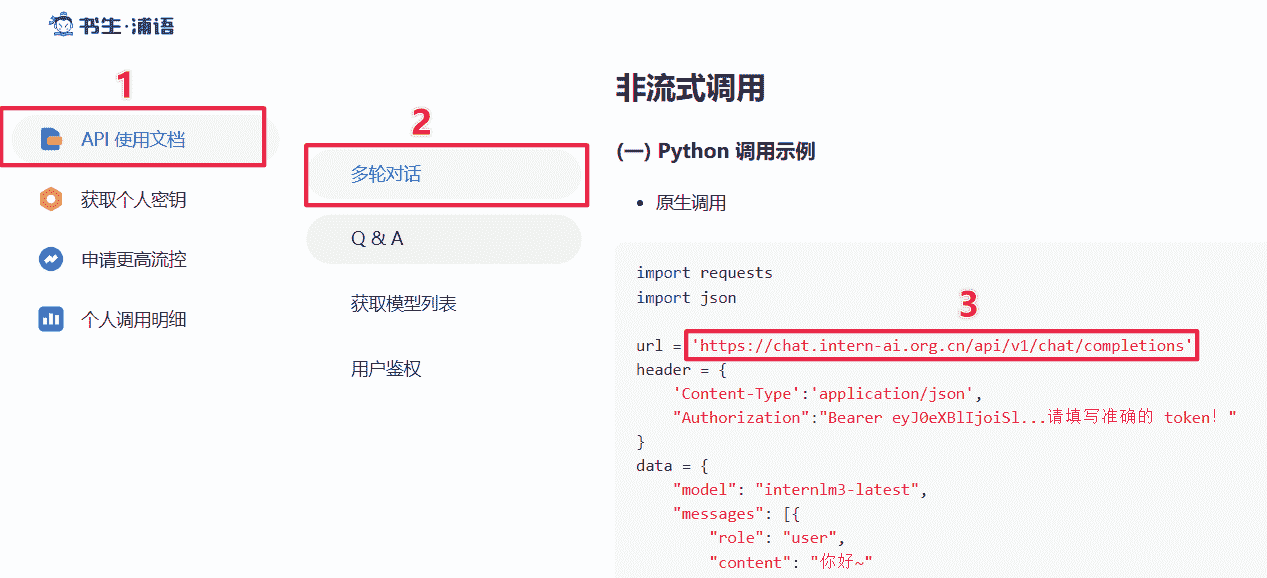 书生·浦语
1
API 使用文档
获取个人密钥
申请更高流控
个人调用明细
2
多轮对话
Q & A
获取模型列表
用户鉴权
非流式调用
(一) Python 调用示例
• 原生调用
import requests
import json
3
url = 'https://chat.intern-ai.org.cn/api/v1/chat/completions'
header = {
'Content-Type':'application/json',
"Authorization":"Bearer eyJ0eXBlIjoiSl...请填写准确的 token！"
}
data = {
"model": "internlm3-latest",
"messages": [{
"role": "user",
"content": "你好~"